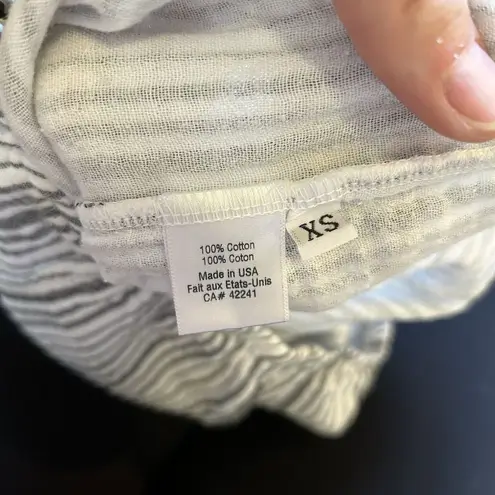 100% Cotton
100% Coton
Made in USA
Fait aux Etats-Unis
CA# 42241
XS